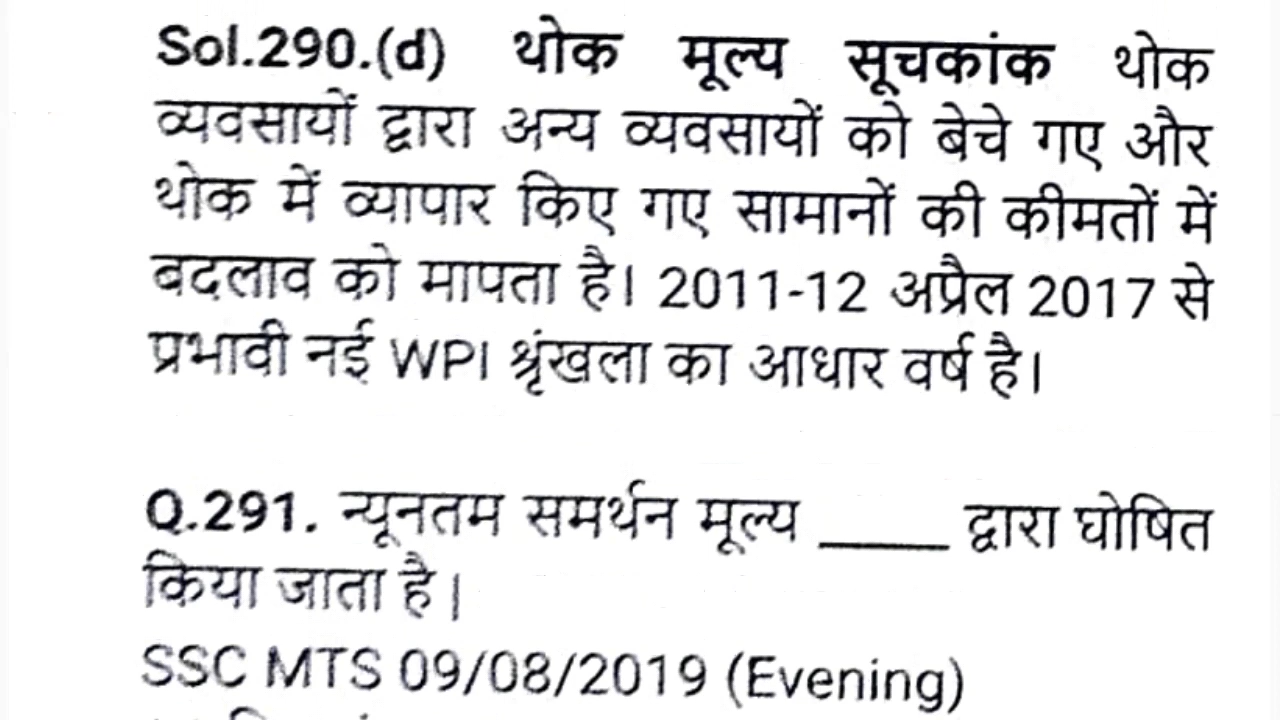 Sol.290.(d) थोक मूल्य सूचकांक थोक
व्यवसायों द्वारा अन्य व्यवसायों को बेचे गए और
थोक में व्यापार किए गए सामानों की कीमतों में
बदलाव को मापता है। 2011-12 अप्रैल 2017 से
प्रभावी नई WPI श्रृंखला का आधार वर्ष है।
Q.291. न्यूनतम समर्थन मूल्य _____ द्वारा घोषित
किया जाता है |
SSC MTS 09/08/2019 (Evening)